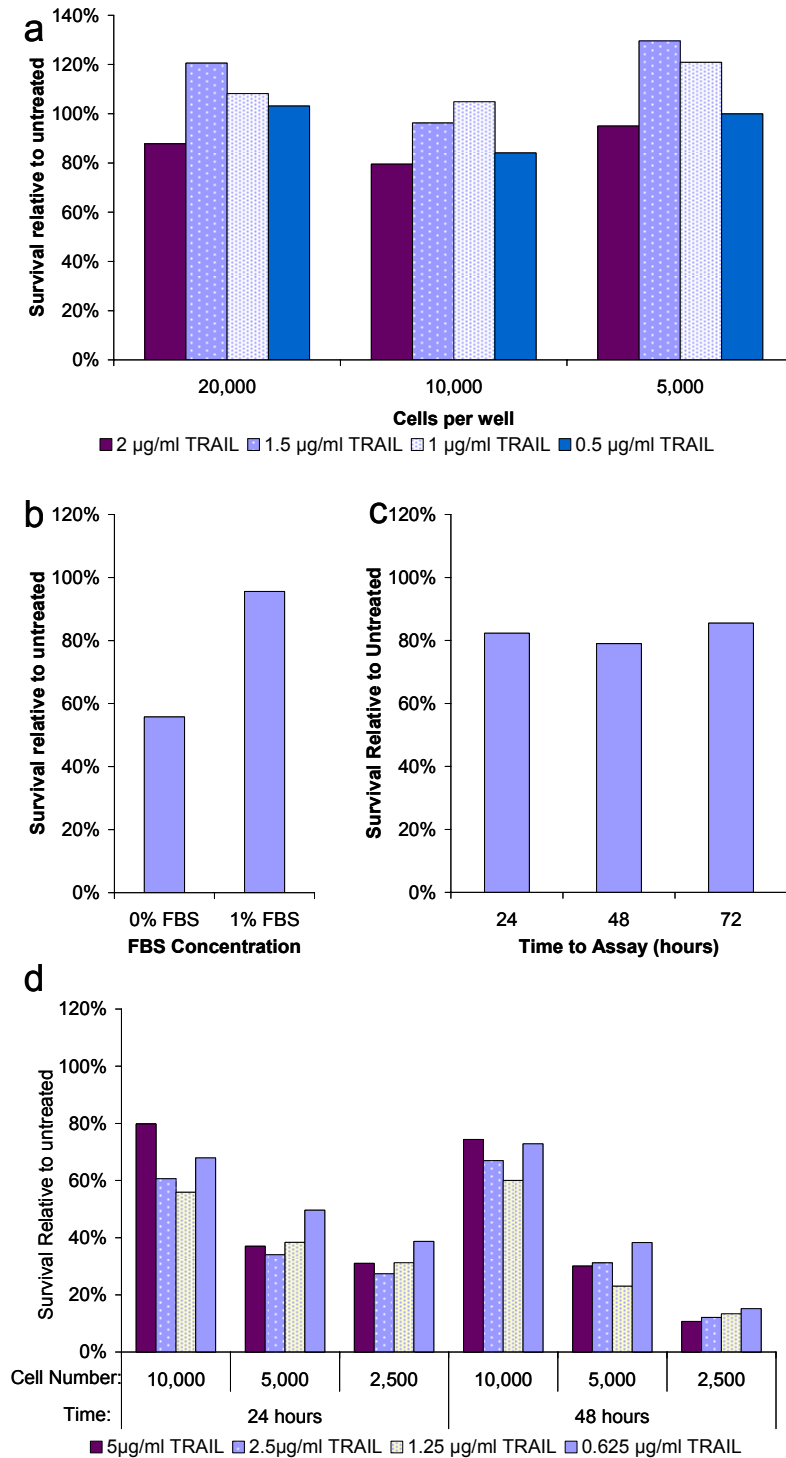 a
Survival relative to untreated
140%
120%
100%
80%
60%
40%
20%
0%
20,000 10,000 5,000
Cells per well
2 µg/ml TRAIL 1.5 µg/ml TRAIL 1 µg/ml TRAIL 0.5 µg/ml TRAIL
b
Survival relative to untreated
120%
100%
80%
60%
40%
20%
0%
0% FBS 1% FBS
FBS Concentration
c
Survival Relative to Untreated
120%
100%
80%
60%
40%
20%
0%
24 48 72
Time to Assay (hours)
d
Survival Relative to untreated
120%
100%
80%
60%
40%
20%
0%
Cell Number: 10,000 5,000 2,500 10,000 5,000 2,500
Time: 24 hours 48 hours
5µg/ml TRAIL 2.5µg/ml TRAIL 1.25 µg/ml TRAIL 0.625 µg/ml TRAIL